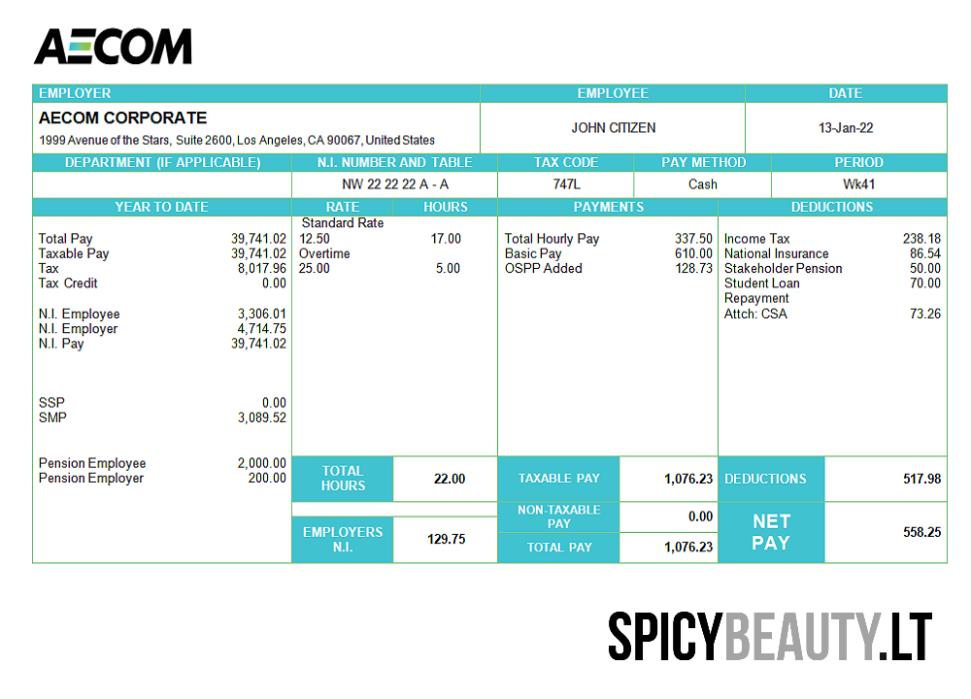 AECOM
EMPLOYER EMPLOYEE DATE
AECOM CORPORATE
1999 Avenue of the Stars, Suite 2600, Los Angeles, CA 90067, United States
JOHN CITIZEN 13-Jan-22
DEPARTMENT (IF APPLICABLE) N.I. NUMBER AND TABLE TAX CODE PAY METHOD PERIOD
NW 22 22 22 A - A 747L Cash Wk41
YEAR TO DATE RATE HOURS PAYMENTS DEDUCTIONS
Standard Rate
Total Pay 39,741.02 12.50 17.00 Total Hourly Pay 337.50 Income Tax 238.18
Taxable Pay 39,741.02 Overtime Basic Pay 610.00 National Insurance 86.54
Tax 8,017.96 25.00 5.00 OSPP Added 128.73 Stakeholder Pension 50.00
Tax Credit 0.00 Student Loan 70.00
Repayment
N.I. Employee 3,306.01 Attch: CSA 73.26
N.I. Employer 4,714.75
N.I. Pay 39,741.02
SSP 0.00
SMP 3,089.52
Pension Employee 2,000.00
Pension Employer 200.00
TOTAL HOURS 22.00 TAXABLE PAY 1,076.23 DEDUCTIONS 517.98
NON-TAXABLE PAY 0.00
EMPLOYERS N.I. 129.75 NET PAY 558.25
TOTAL PAY 1,076.23
SPICYBEAUTY.LT